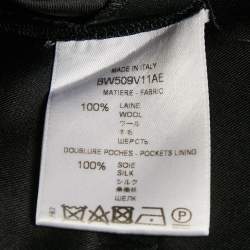 MADE IN ITALY
BW509V11AE
MATIERE - FABRIC
100% LAINE
WOOL
ウール
羊毛
ШЕРСТЬ
DOUBLURE POCHES - POCKETS LINING
100% SOIE
SILK
シルク
ШЕЛК
P